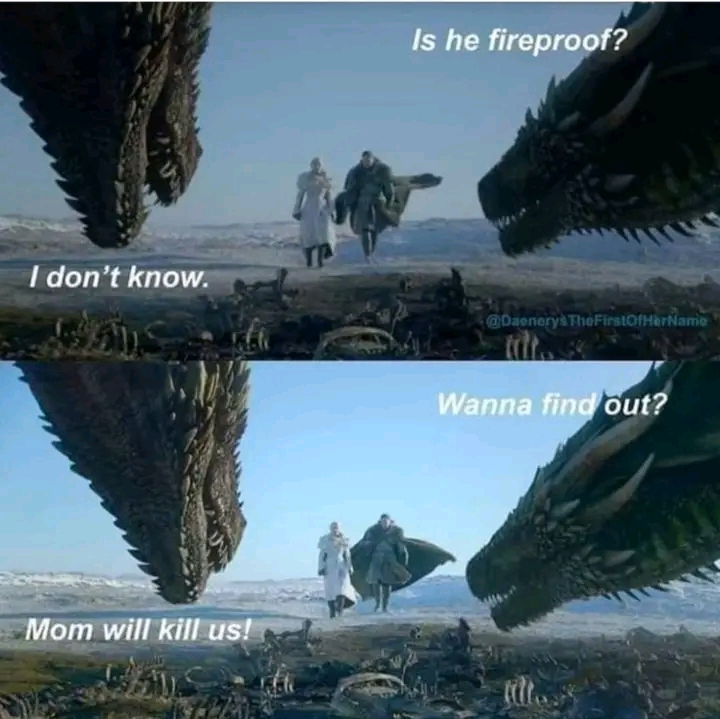 Is he fireproof?
I don't know.
@DaenerysTheFirstOfHerName
Wanna find out?
Mom will kill us!